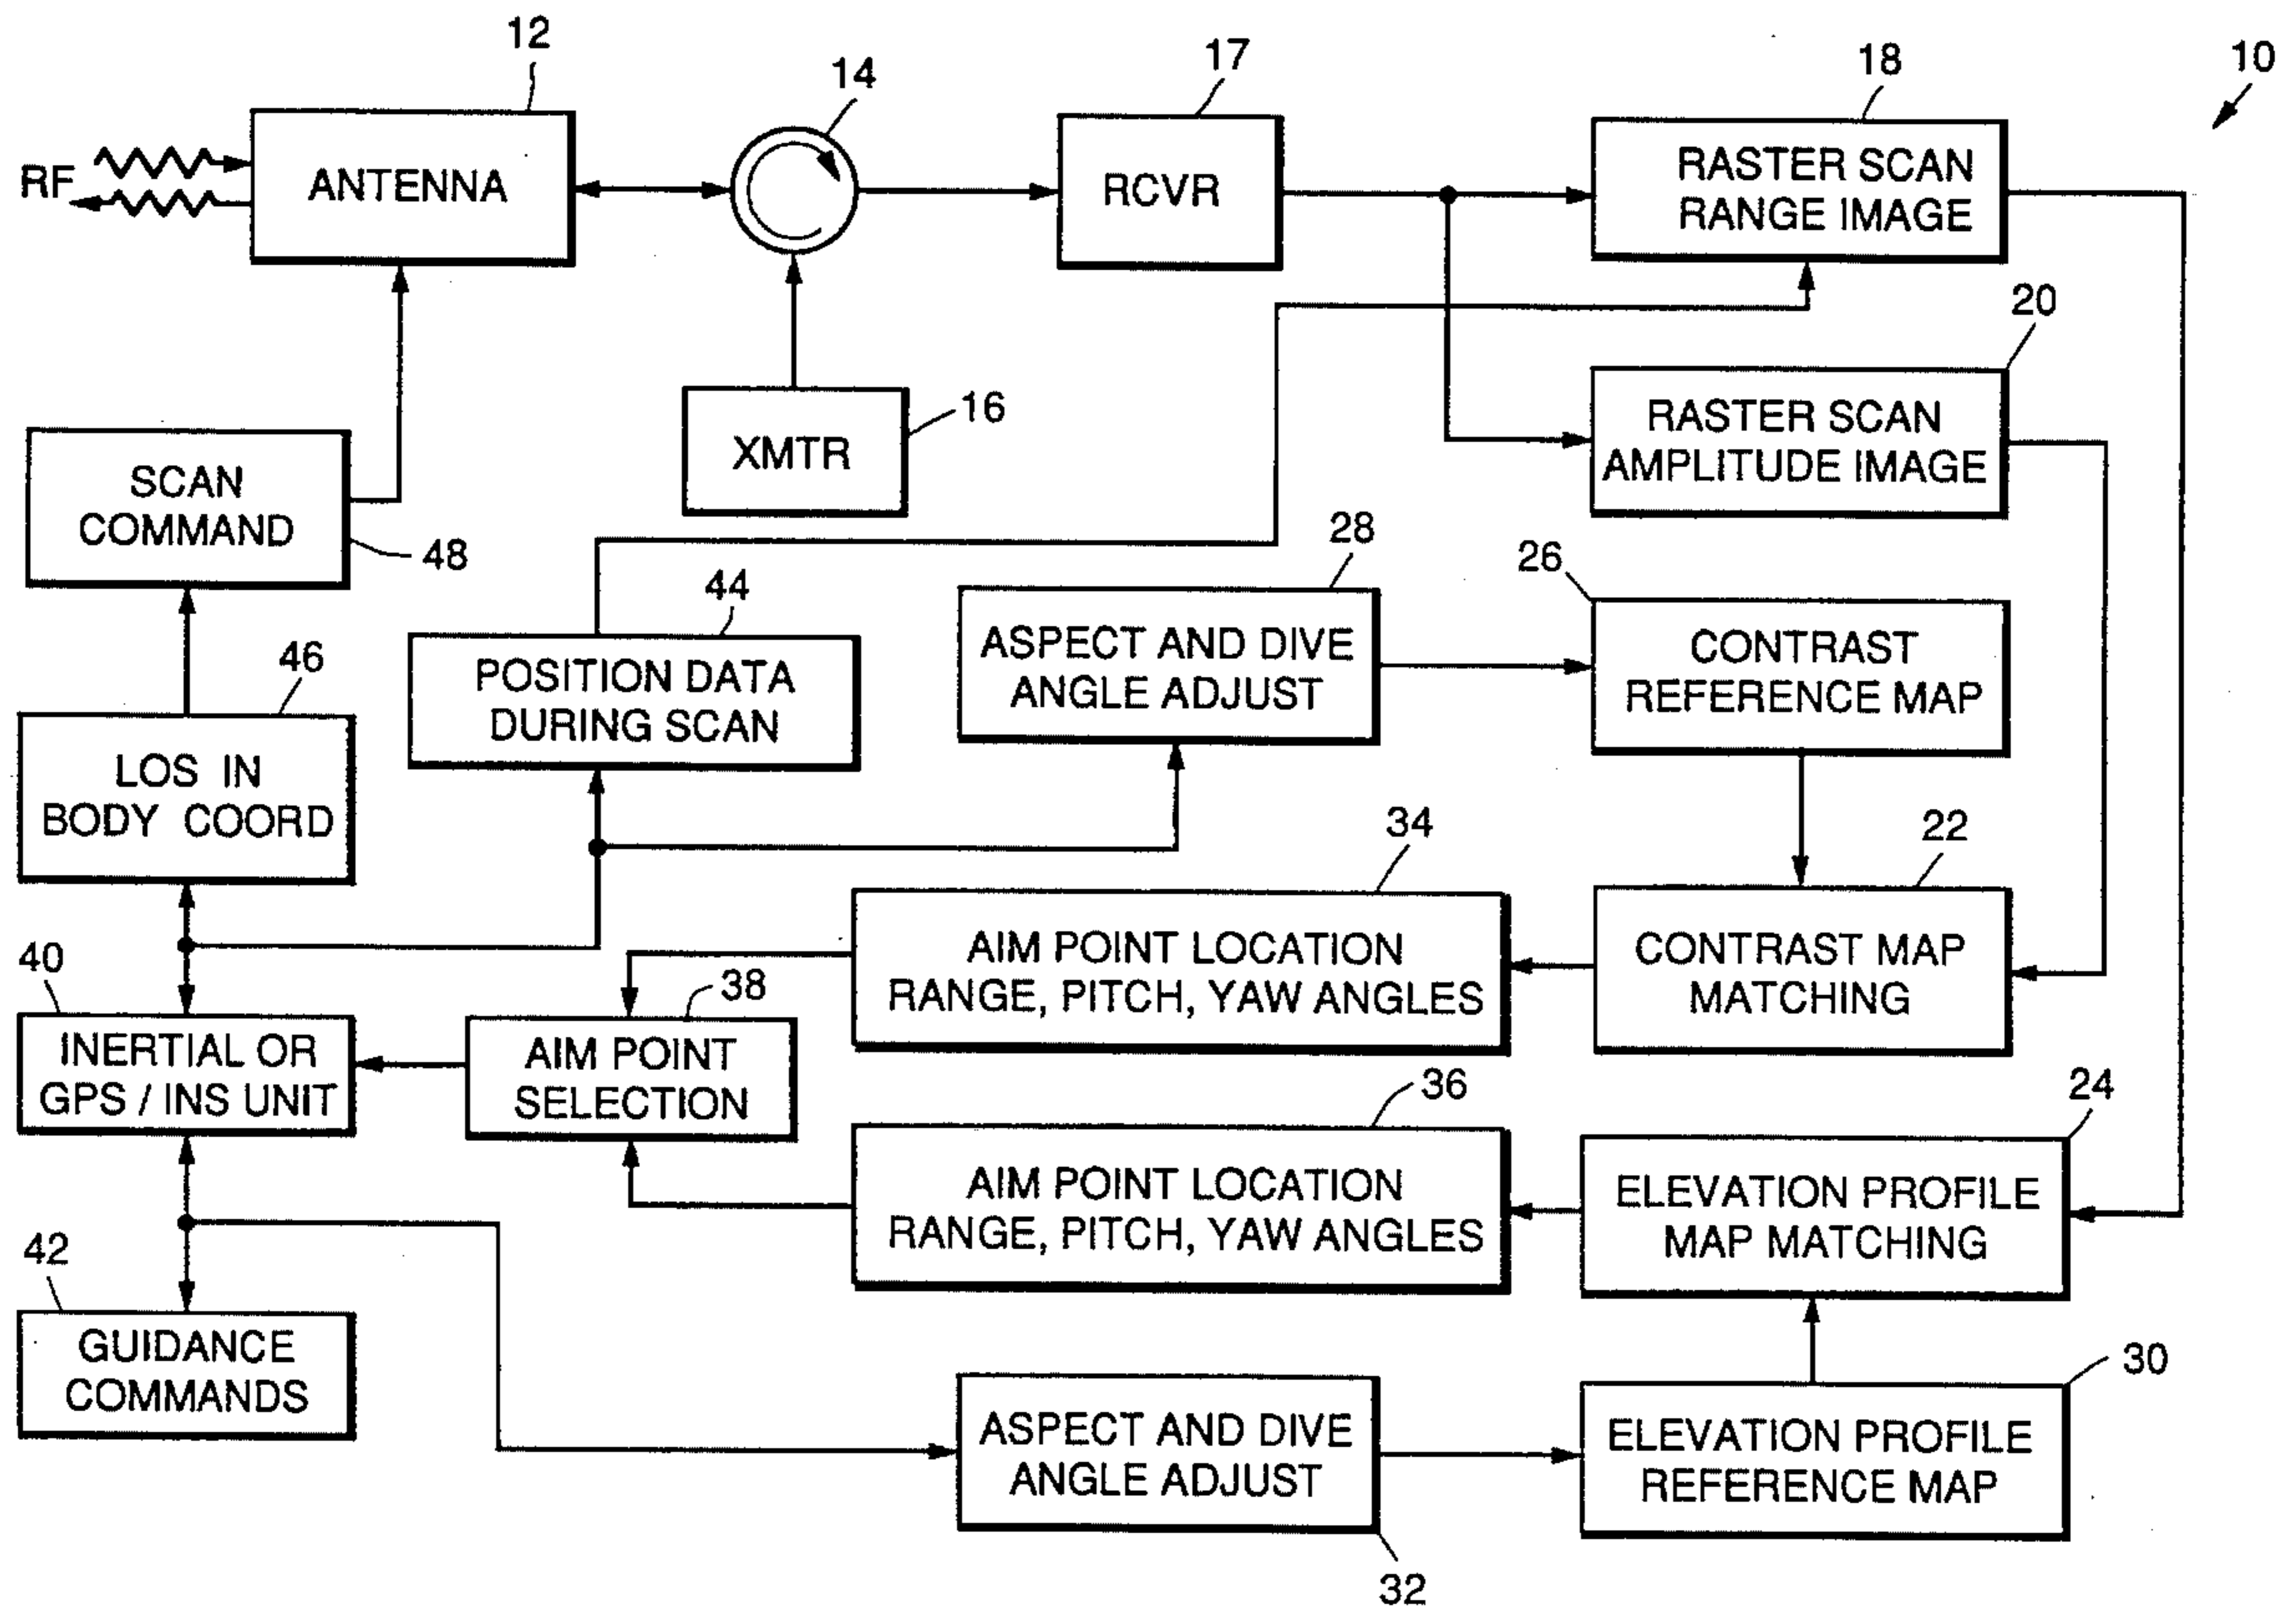 12
14
17
18
10
RF
ANTENNA
RCVR
RASTER SCAN
RANGE IMAGE
20
16
XMTR
RASTER SCAN
AMPLITUDE IMAGE
SCAN
COMMAND
48
28
26
44
ASPECT AND DIVE
ANGLE ADJUST
CONTRAST
REFERENCE MAP
46
POSITION DATA
DURING SCAN
LOS IN
BODY COORD
34
22
AIM POINT LOCATION
RANGE, PITCH, YAW ANGLES
CONTRAST MAP
MATCHING
40
38
INERTIAL OR
GPS / INS UNIT
AIM POINT
SELECTION
36
24
AIM POINT LOCATION
RANGE, PITCH, YAW ANGLES
ELEVATION PROFILE
MAP MATCHING
42
GUIDANCE
COMMANDS
30
ASPECT AND DIVE
ANGLE ADJUST
ELEVATION PROFILE
REFERENCE MAP
32